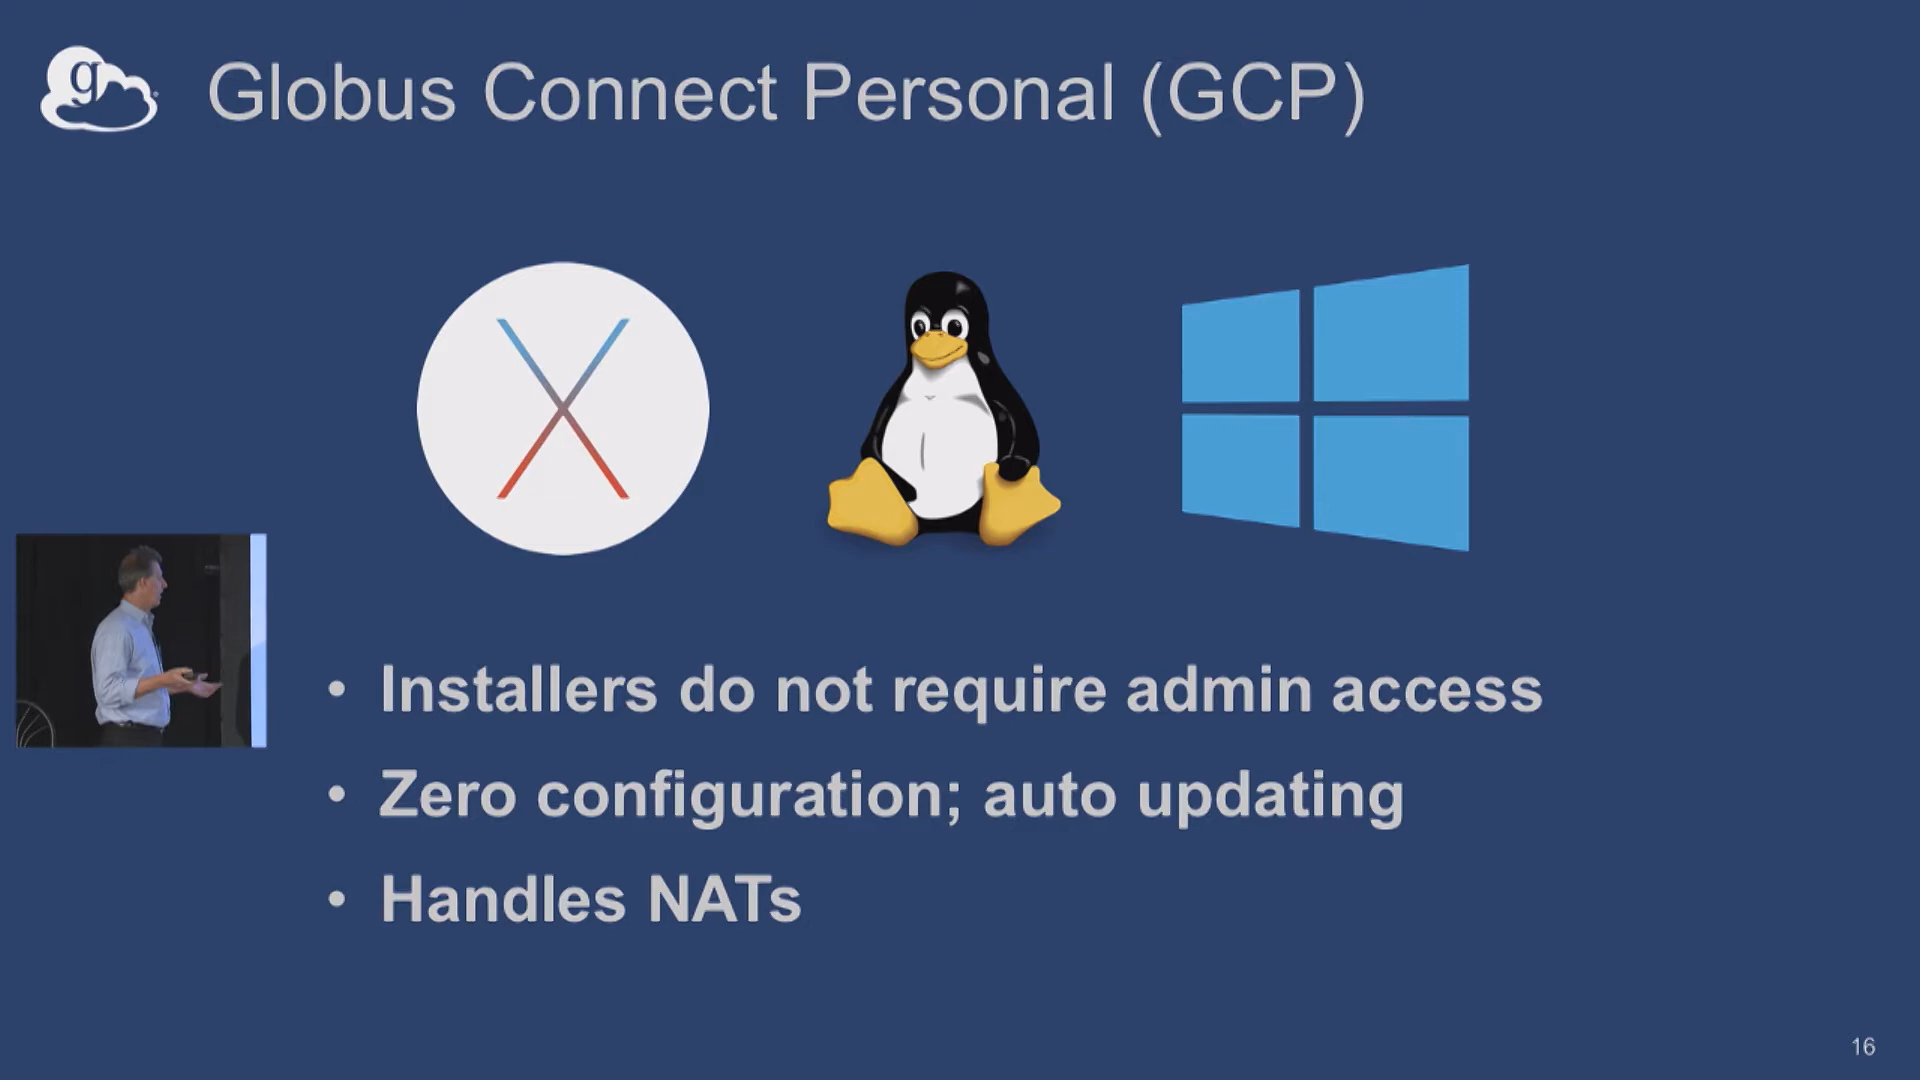 g
Globus Connect Personal (GCP)
X
• Installers do not require admin access
• Zero configuration; auto updating
• Handles NATs
16